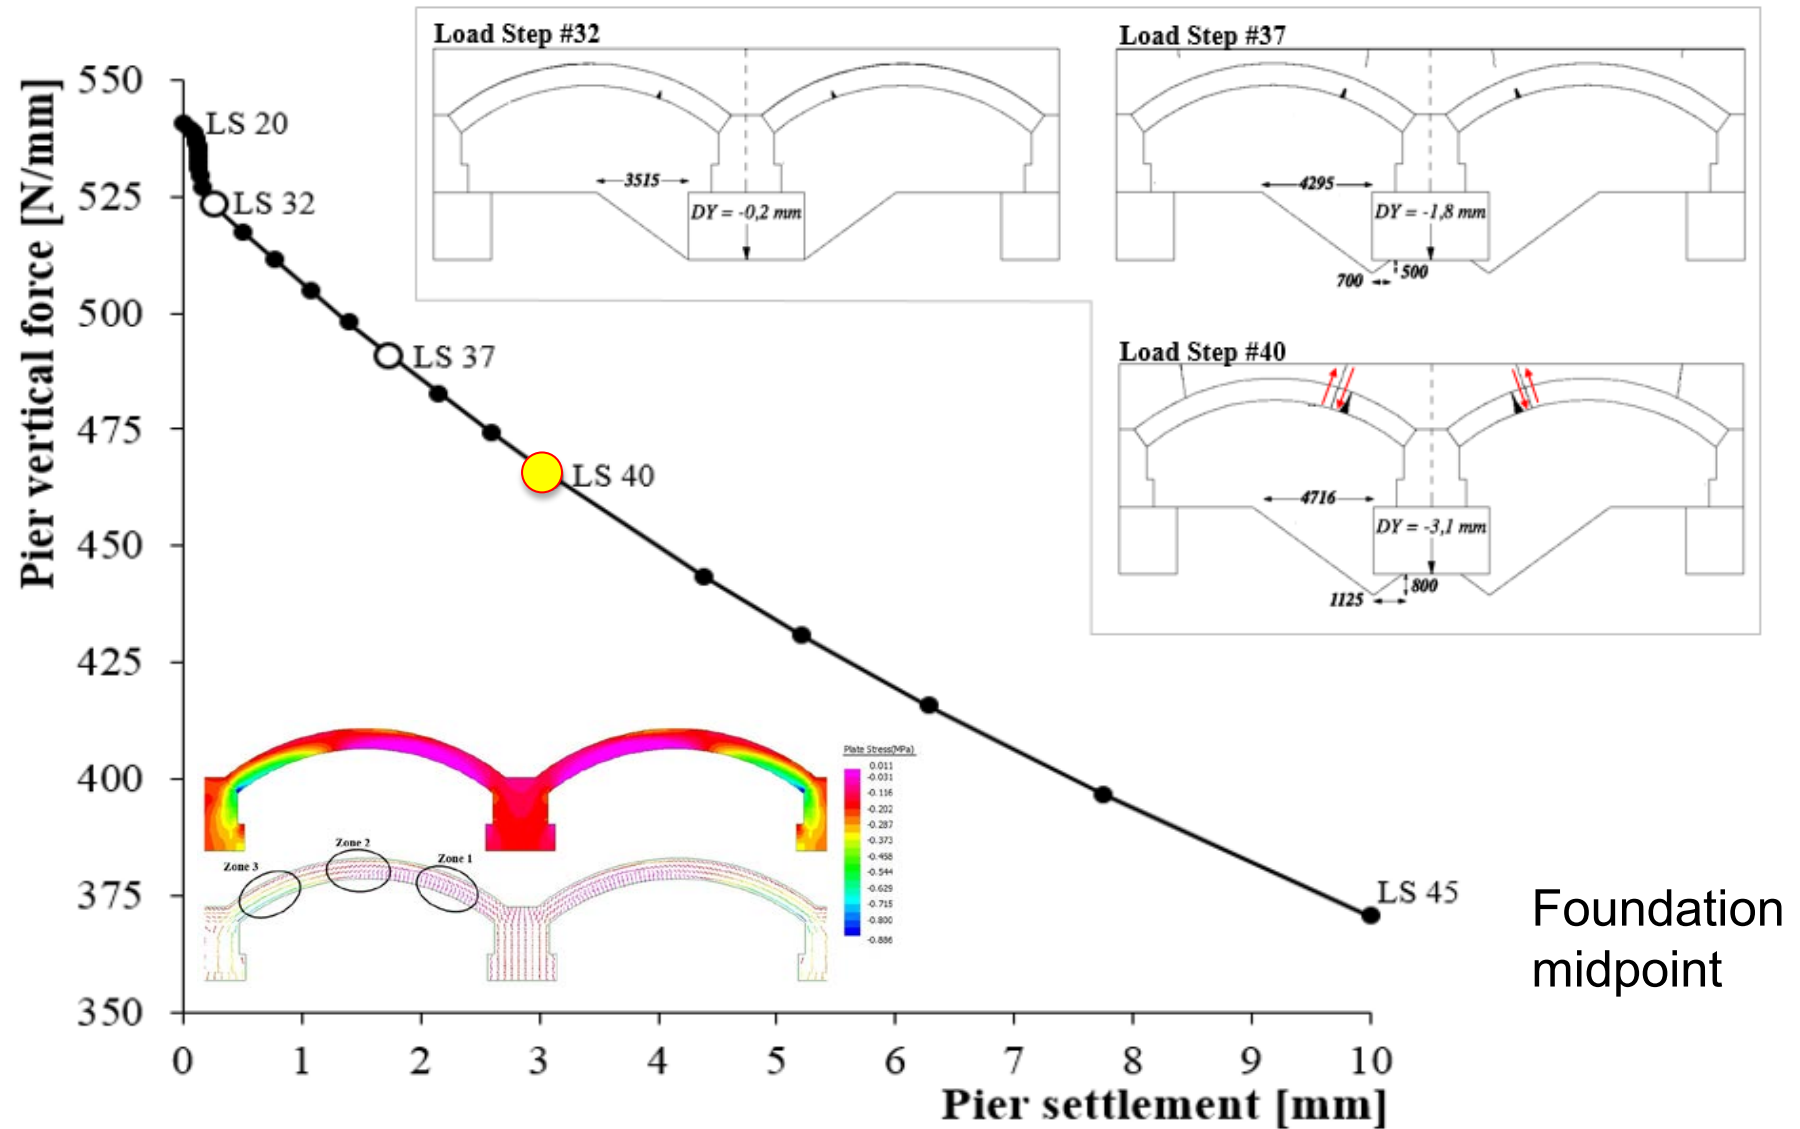 Load Step #32
3515
DY = -0,2 mm
Load Step #37
4295
DY = -1,8 mm
700
500
Load Step #40
4716
DY = -3,1 mm
1125
800
Pier vertical force [N/mm]
550
525
500
475
450
425
400
375
350
LS 20
LS 32
LS 37
LS 40
LS 45
Plate Stress(MPa)
0.011
-0.031
-0.116
-0.202
-0.287
-0.373
-0.458
-0.544
-0.629
-0.715
-0.800
-0.886
Zone 3
Zone 2
Zone 1
Foundation
midpoint
0 1 2 3 4 5 6 7 8 9 10
Pier settlement [mm]